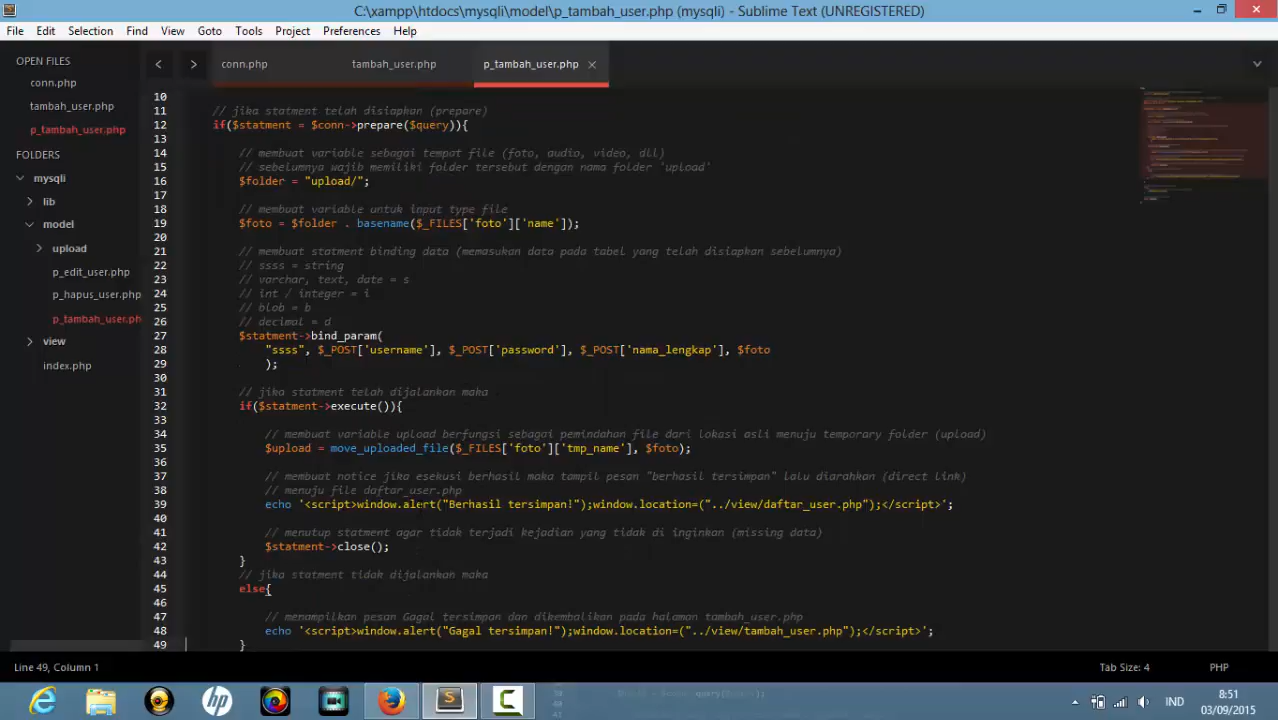 C:\xampp\htdocs\mysqli\model\p_tambah_user.php (mysqli) - Sublime Text (UNREGISTERED)
File Edit Selection Find View Goto Tools Project Preferences Help
OPEN FILES
conn.php
tambah_user.php
p_tambah_user.php
FOLDERS
mysqli
lib
model
upload
p_edit_user.php
p_hapus_user.php
p_tambah_user.ph
view
index.php
conn.php tambah_user.php p_tambah_user.php
10
11 // jika statment telah disiapkan (prepare)
12 if($statment = $conn->prepare($query)){
13
14 // membuat variable sebagai tempat file (foto, audio, video, dll)
15 // sebelumnya wajib memiliki folder tersebut dengan nama folder 'upload'
16 $folder = "upload/";
17
18 // membuat variable untuk input type file
19 $foto = $folder . basename($_FILES['foto']['name']);
20
21 // membuat statment binding data (memasukan data pada tabel yang telah disiapkan sebelumnya)
22 // ssss = string
23 // varchar, text, date = s
24 // int / integer = i
25 // blob = b
26 // decimal = d
27 $statment->bind_param(
28 "ssss", $_POST['username'], $_POST['password'], $_POST['nama_lengkap'], $foto
29 );
30
31 // jika statment telah dijalankan maka
32 if($statment->execute()){
33
34 // membuat variable upload berfungsi sebagai pemindahan file dari lokasi asli menuju temporary folder (upload)
35 $upload = move_uploaded_file($_FILES['foto']['tmp_name'], $foto);
36
37 // membuat notice jika esekusi berhasil maka tampil pesan "berhasil tersimpan" lalu diarahkan (direct link)
38 // menuju file daftar_user.php
39 echo '<script>window.alert("Berhasil tersimpan!");window.location=("../view/daftar_user.php");</script>';
40
41 // menutup statment agar tidak terjadi kejadian yang tidak di inginkan (missing data)
42 $statment->close();
43 }
44 // jika statment tidak dijalankan maka
45 else{
46
47 // menampilkan pesan Gagal tersimpan dan dikembalikan pada halaman tambah_user.php
48 echo '<script>window.alert("Gagal tersimpan!");window.location=("../view/tambah_user.php");</script>';
49 }
Line 49, Column 1 Tab Size: 4 PHP
hp
IND
8:51
03/09/2015